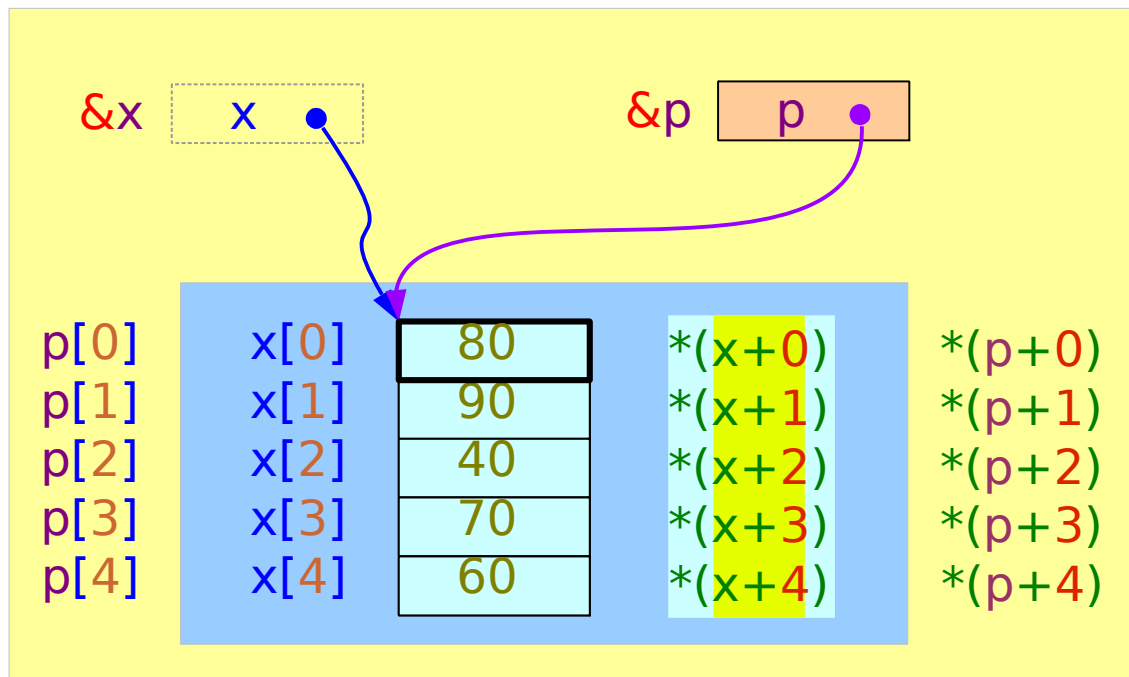 &x x &p p
p[0] x[0] 80 *(x+0) *(p+0)
p[1] x[1] 90 *(x+1) *(p+1)
p[2] x[2] 40 *(x+2) *(p+2)
p[3] x[3] 70 *(x+3) *(p+3)
p[4] x[4] 60 *(x+4) *(p+4)